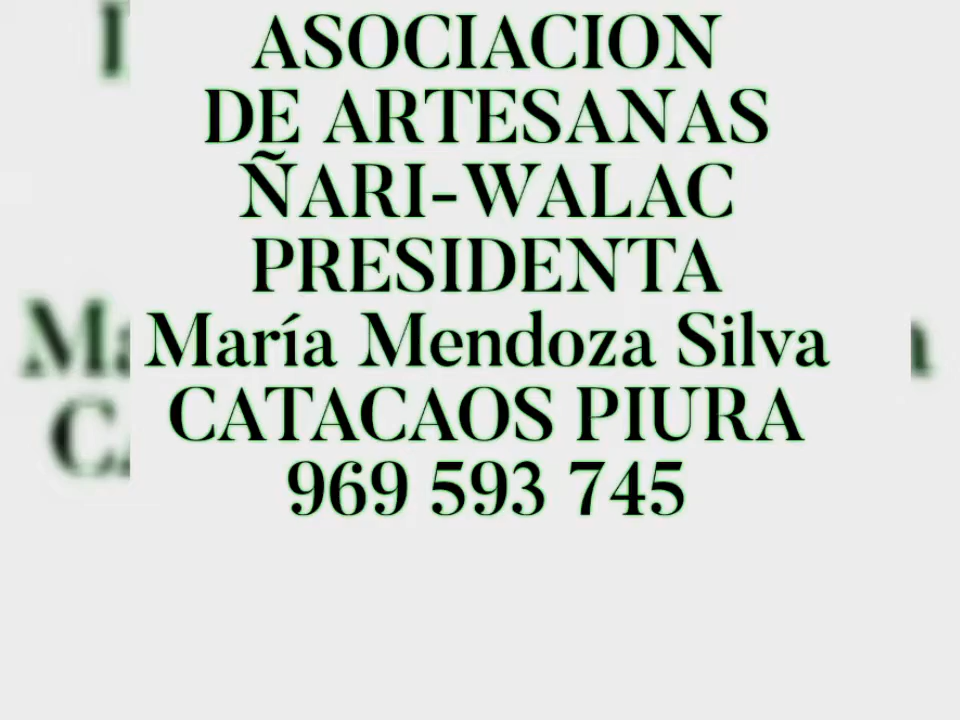 ASOCIACION
DE ARTESANAS
ÑARI-WALAC
PRESIDENTA
María Mendoza Silva
CATACAOS PIURA
969 593 745